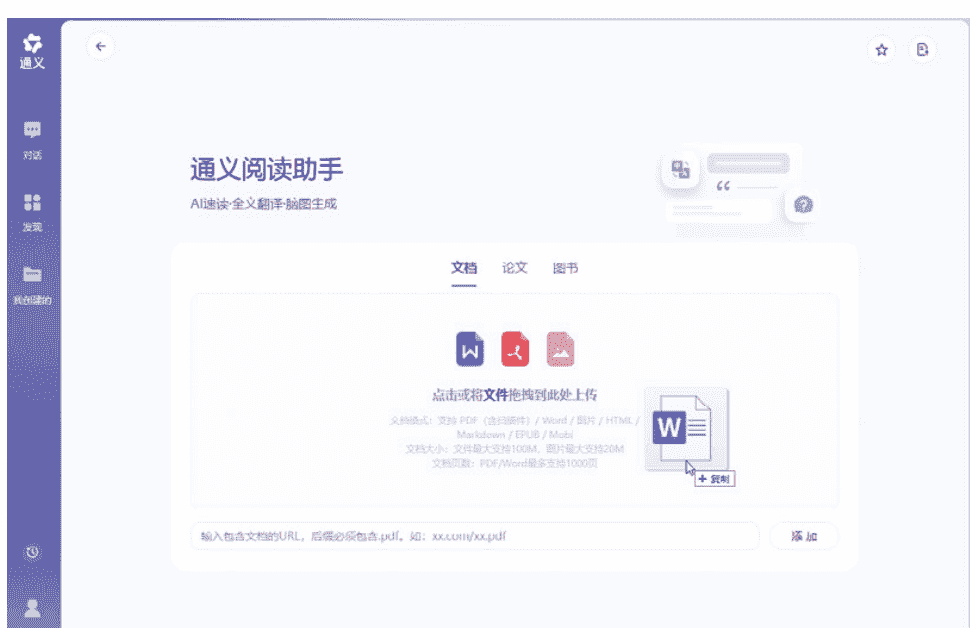 通义
对话
发现
我创建的
通义阅读助手
AI速读·全文翻译·脑图生成
文档 论文 图书
点击或将文件拖拽到此处上传
文档格式：支持 PDF（含扫描件）/ Word / 图片 / HTML /
Markdown / EPUB / Mobi
文档大小：文件最大支持100M，图片最大支持20M
文档页数：PDF/Word最多支持1000页
W
+ 复制
输入包含文档的URL，后缀必须包含.pdf。如：xx.com/xx.pdf
添加